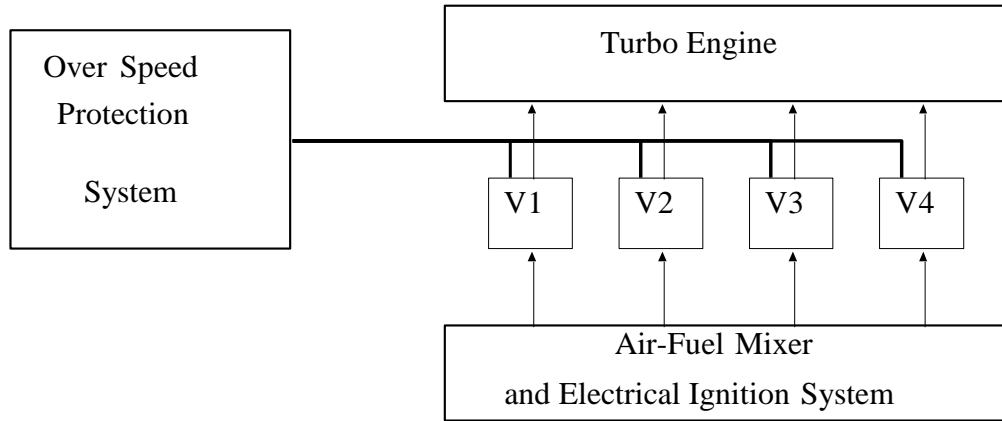 Over Speed
Protection
System
Turbo Engine
V1
V2
V3
V4
Air-Fuel Mixer
and Electrical Ignition System